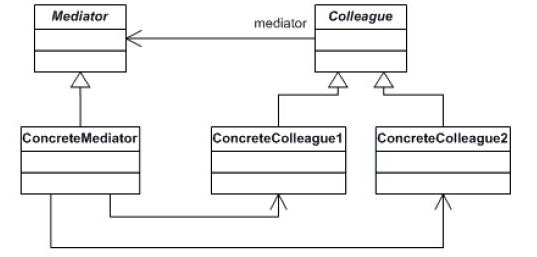 Mediator
mediator
Colleague
ConcreteMediator
ConcreteColleague1
ConcreteColleague2